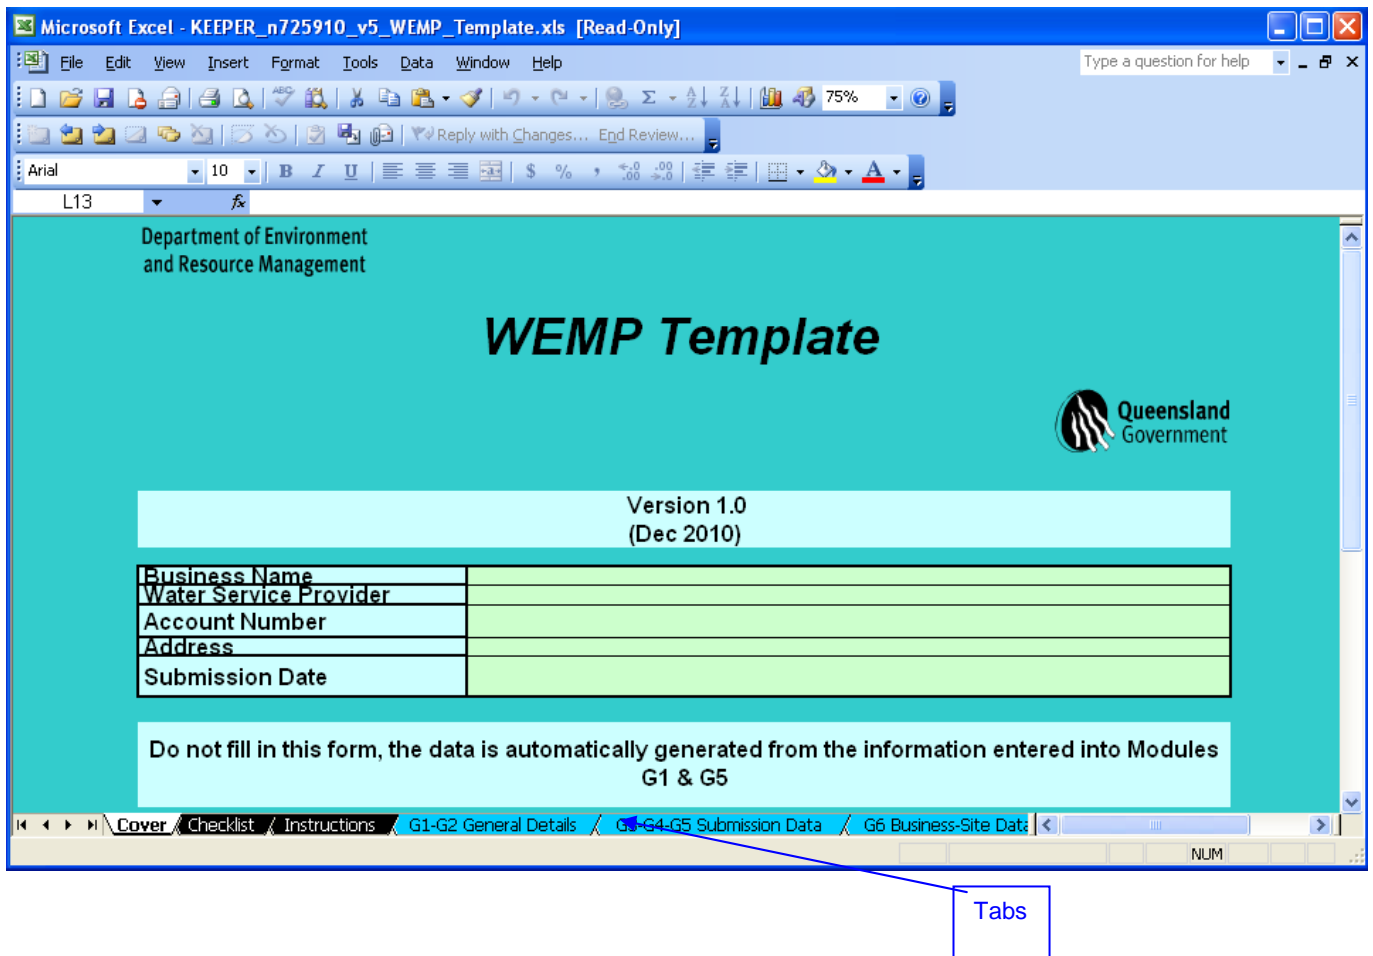 Microsoft Excel - KEEPER_n725910_v5_WEMP_Template.xls [Read-Only]
File Edit View Insert Format Tools Data Window Help Type a question for help
75%
Reply with Changes... End Review...
Arial 10 B I U $ % , .00 .00
L13 fx
Department of Environment
and Resource Management
WEMP Template
Queensland
Government
Version 1.0
(Dec 2010)
Business Name
Water Service Provider
Account Number
Address
Submission Date
Do not fill in this form, the data is automatically generated from the information entered into Modules
G1 & G5
Cover Checklist Instructions G1-G2 General Details G3-G4-G5 Submission Data G6 Business-Site Data
NUM
Tabs